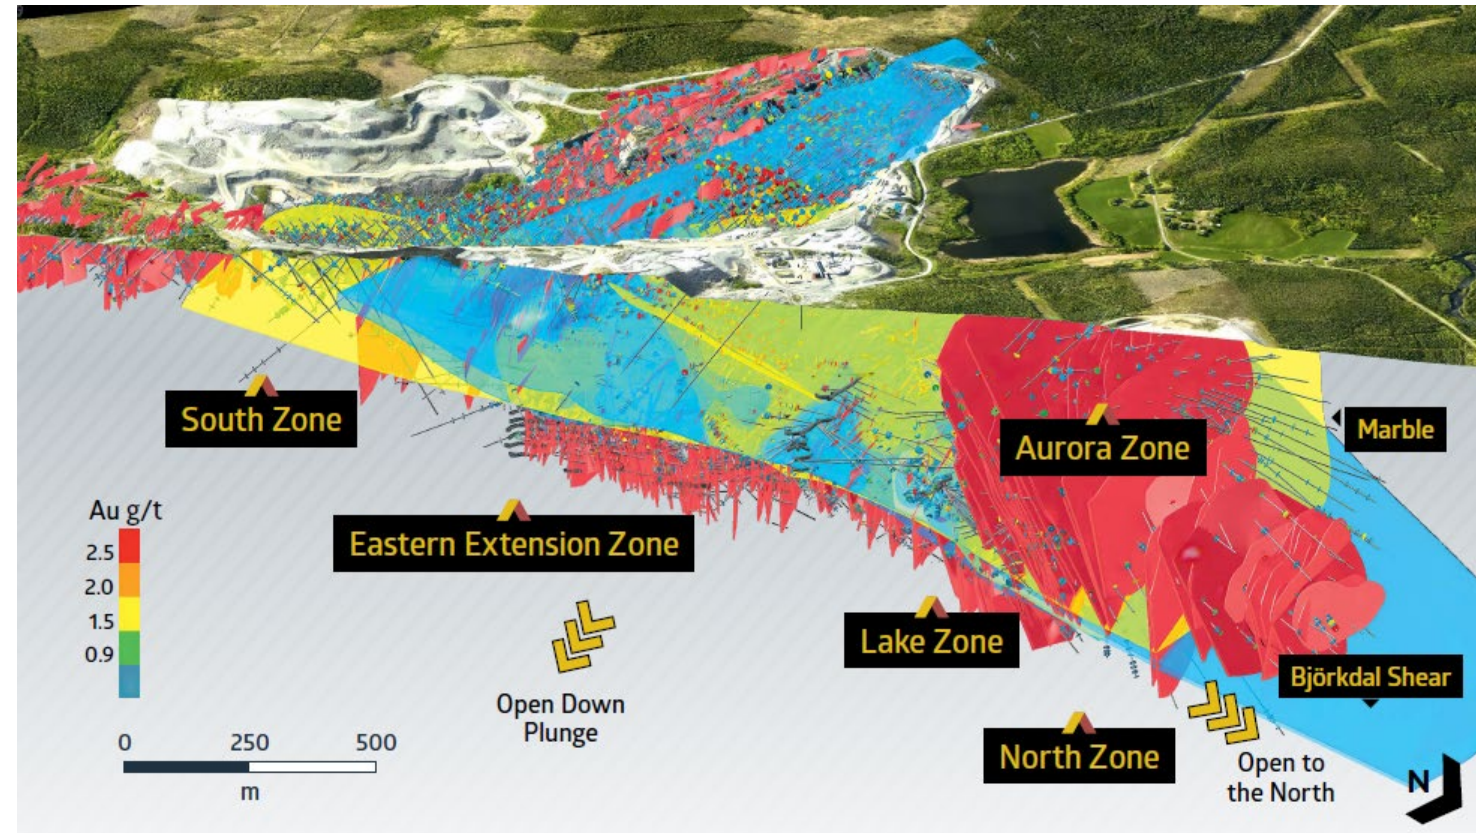 South Zone
Aurora Zone
Marble
Eastern Extension Zone
Au g/t
2.5
2.0
1.5
0.9
Lake Zone
Björkdal Shear
Open Down
Plunge
North Zone
Open to
the North
0 250 500
m
N